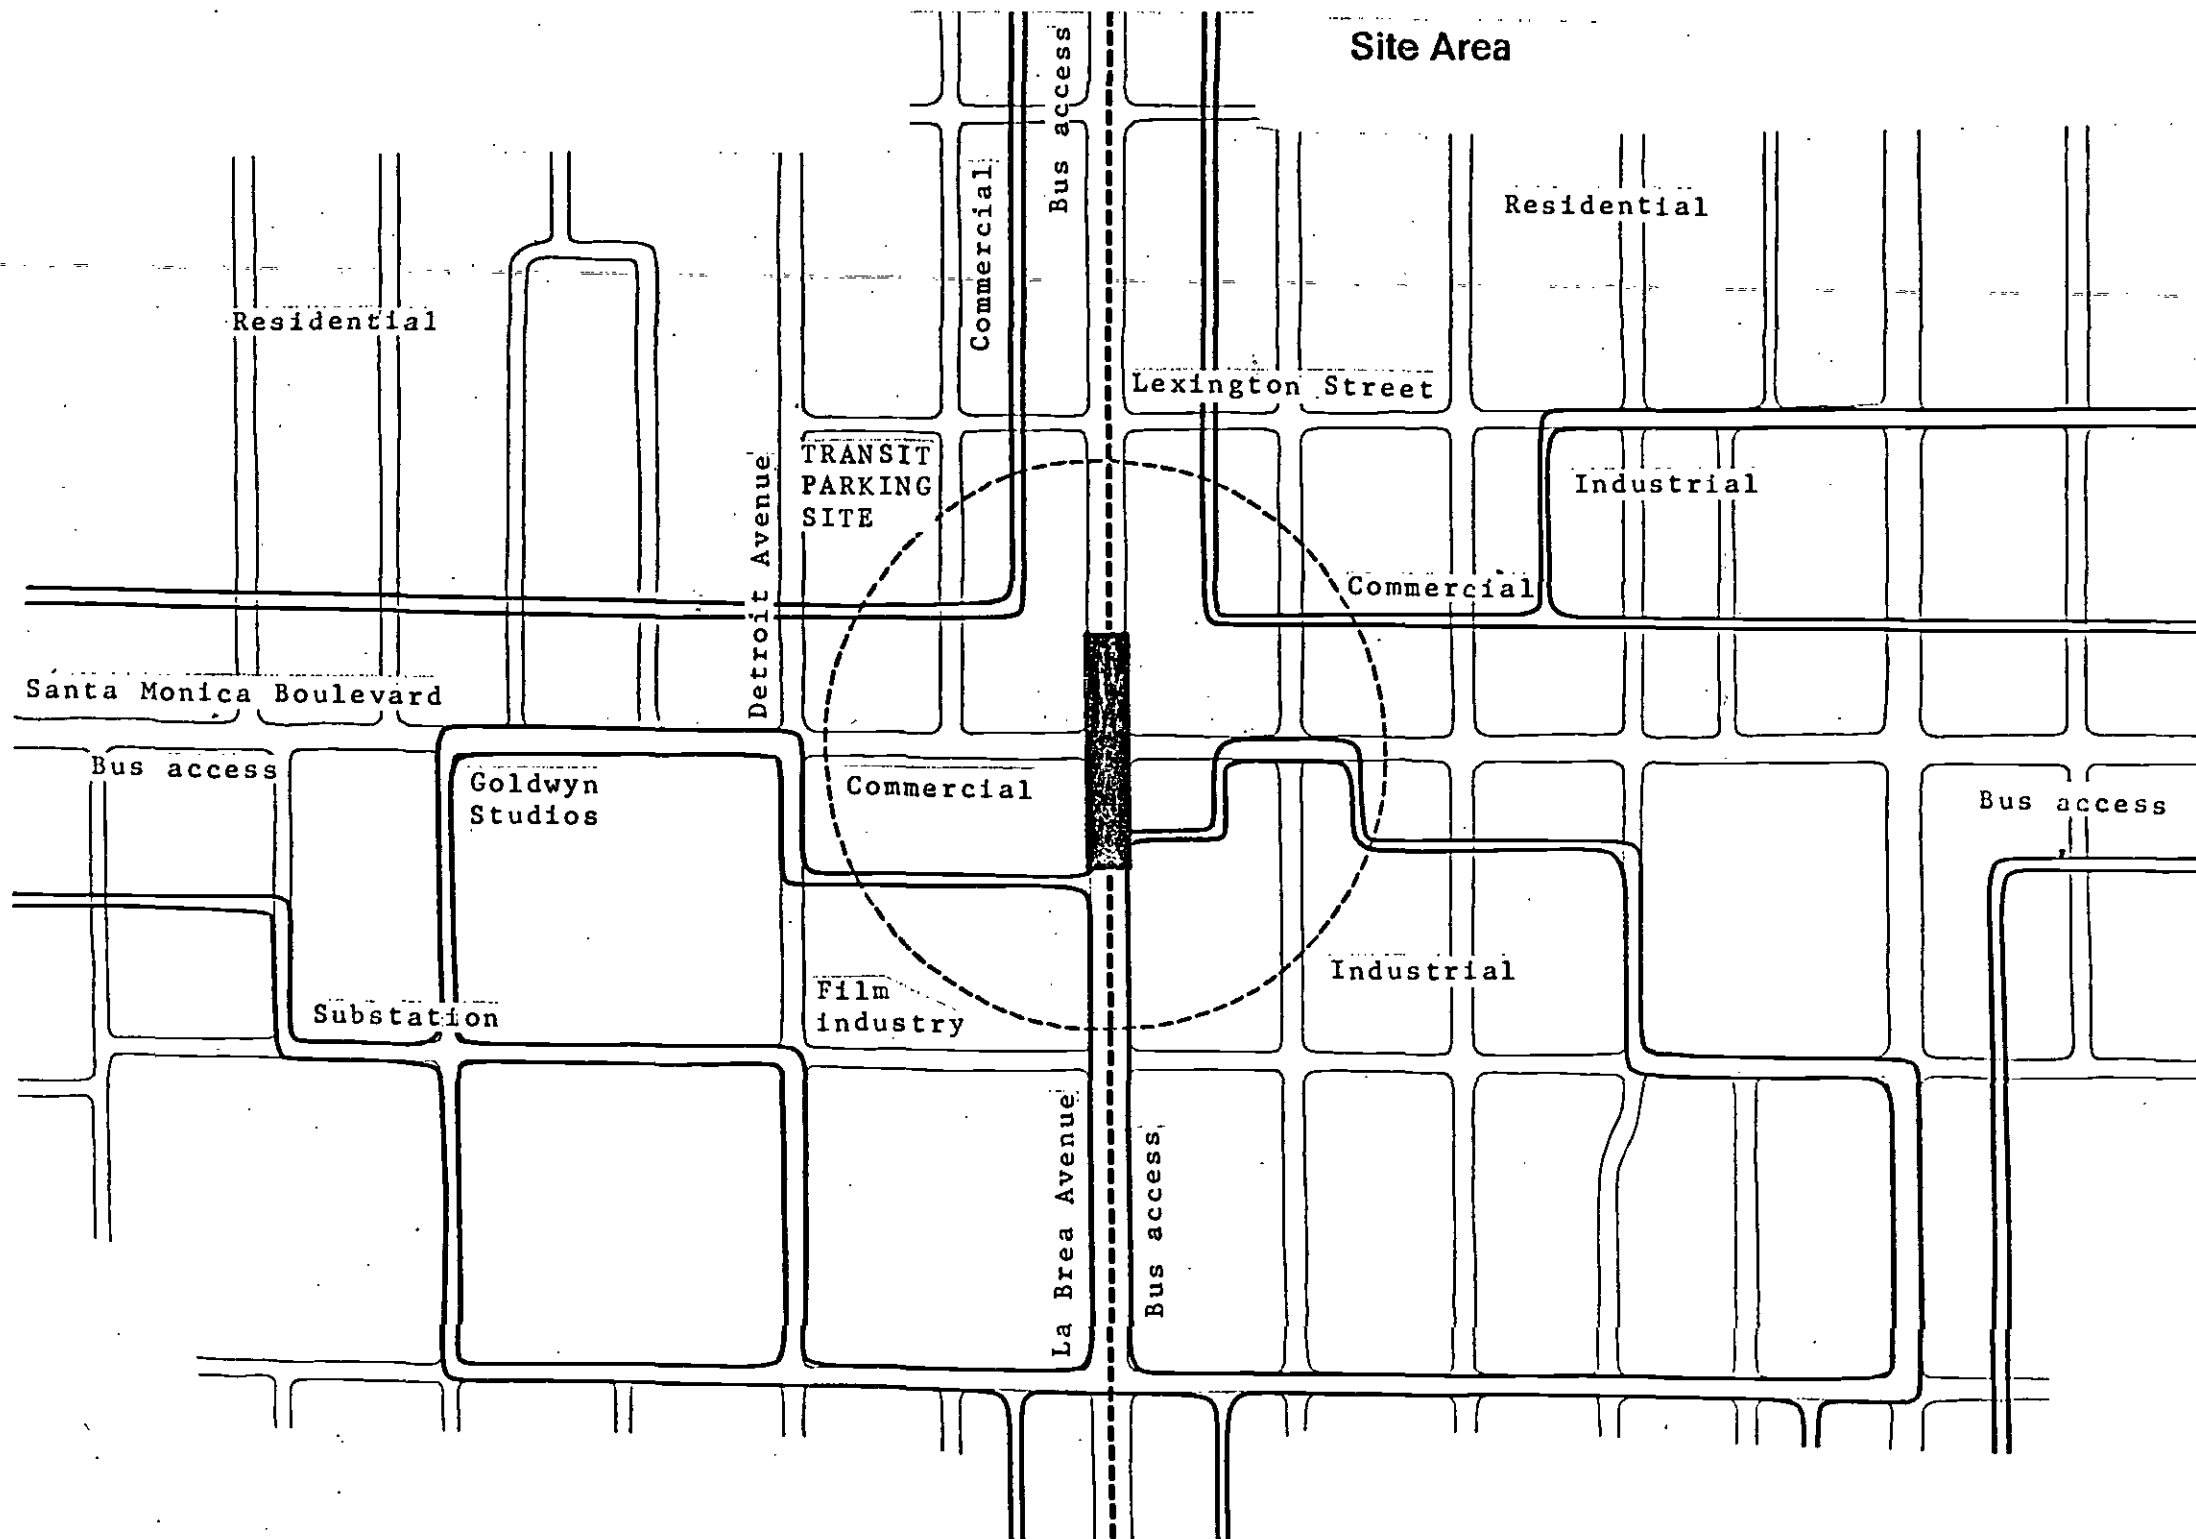 Site Area
Bus access
Commercial
Residential
Residential
Lexington Street
TRANSIT
PARKING
SITE
Detroit Avenue
Industrial
Commercial
Santa Monica Boulevard
Bus access
Goldwyn
Studios
Commercial
Bus access
Industrial
Film
industry
Substation
La Brea Avenue
Bus access